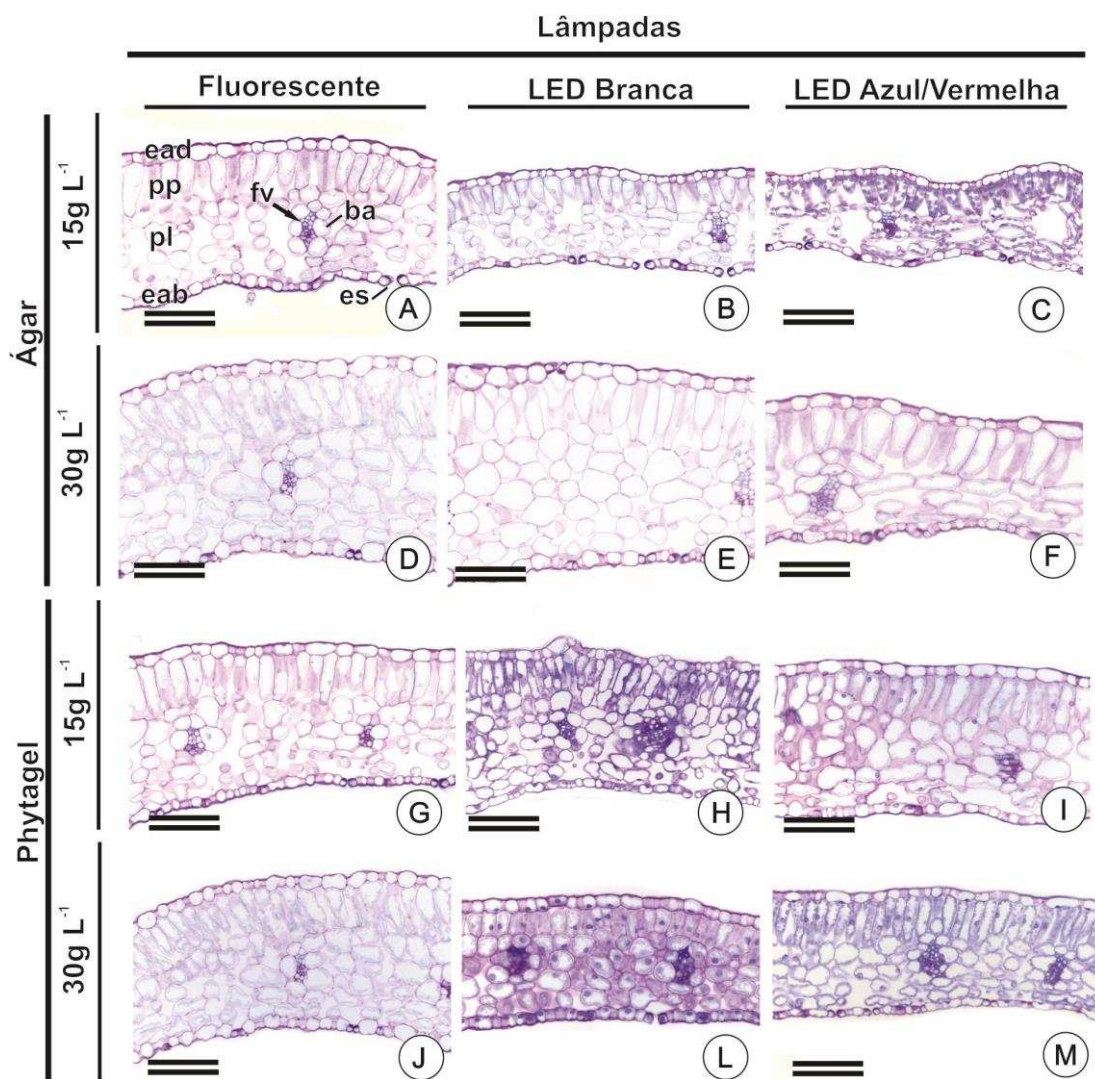 Lâmpadas
Fluorescente
LED Branca
LED Azul/Vermelha
Ágar
15g L⁻¹
ead
pp
fv
ba
pl
eab
es
A
B
C
30g L⁻¹
D
E
F
Phytagel
15g L⁻¹
G
H
I
30g L⁻¹
J
L
M